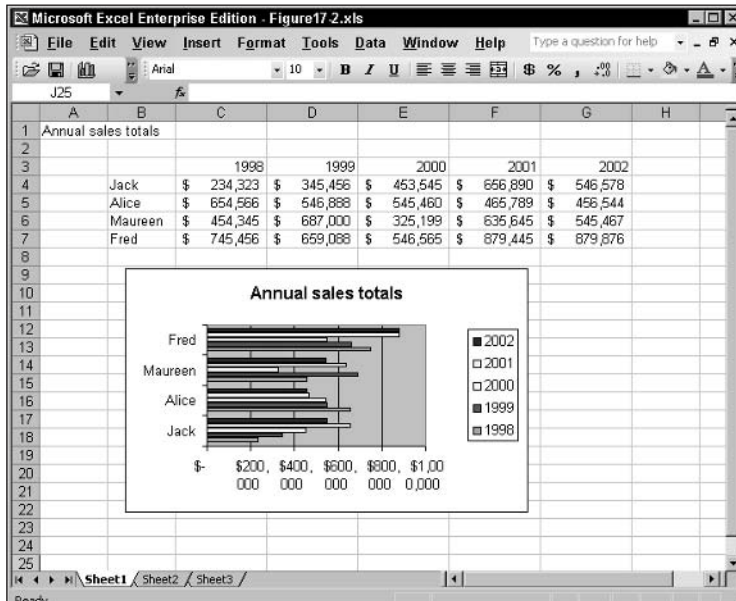 Microsoft Excel Enterprise Edition - Figure17-2.xls
File Edit View Insert Format Tools Data Window Help Type a question for help
Arial 10 B I U $ % ,
J25 fx
A B C D E F G H
1 Annual sales totals
2
3 1998 1999 2000 2001 2002
4 Jack $ 234,323 $ 345,456 $ 453,545 $ 656,890 $ 546,578
5 Alice $ 654,566 $ 546,888 $ 545,460 $ 465,789 $ 456,544
6 Maureen $ 454,345 $ 687,000 $ 325,199 $ 635,645 $ 545,467
7 Fred $ 745,456 $ 659,088 $ 546,565 $ 879,445 $ 879,876
8
9
10
11
12
13
14
15
16
17
18
19
20
21
22
23
24
25
Annual sales totals
Fred
Maureen
Alice
Jack
$- $200, $400, $600, $800, $1,00
000 000 000 000 0,000
2002
2001
2000
1999
1998
Sheet1 Sheet2 Sheet3
Ready